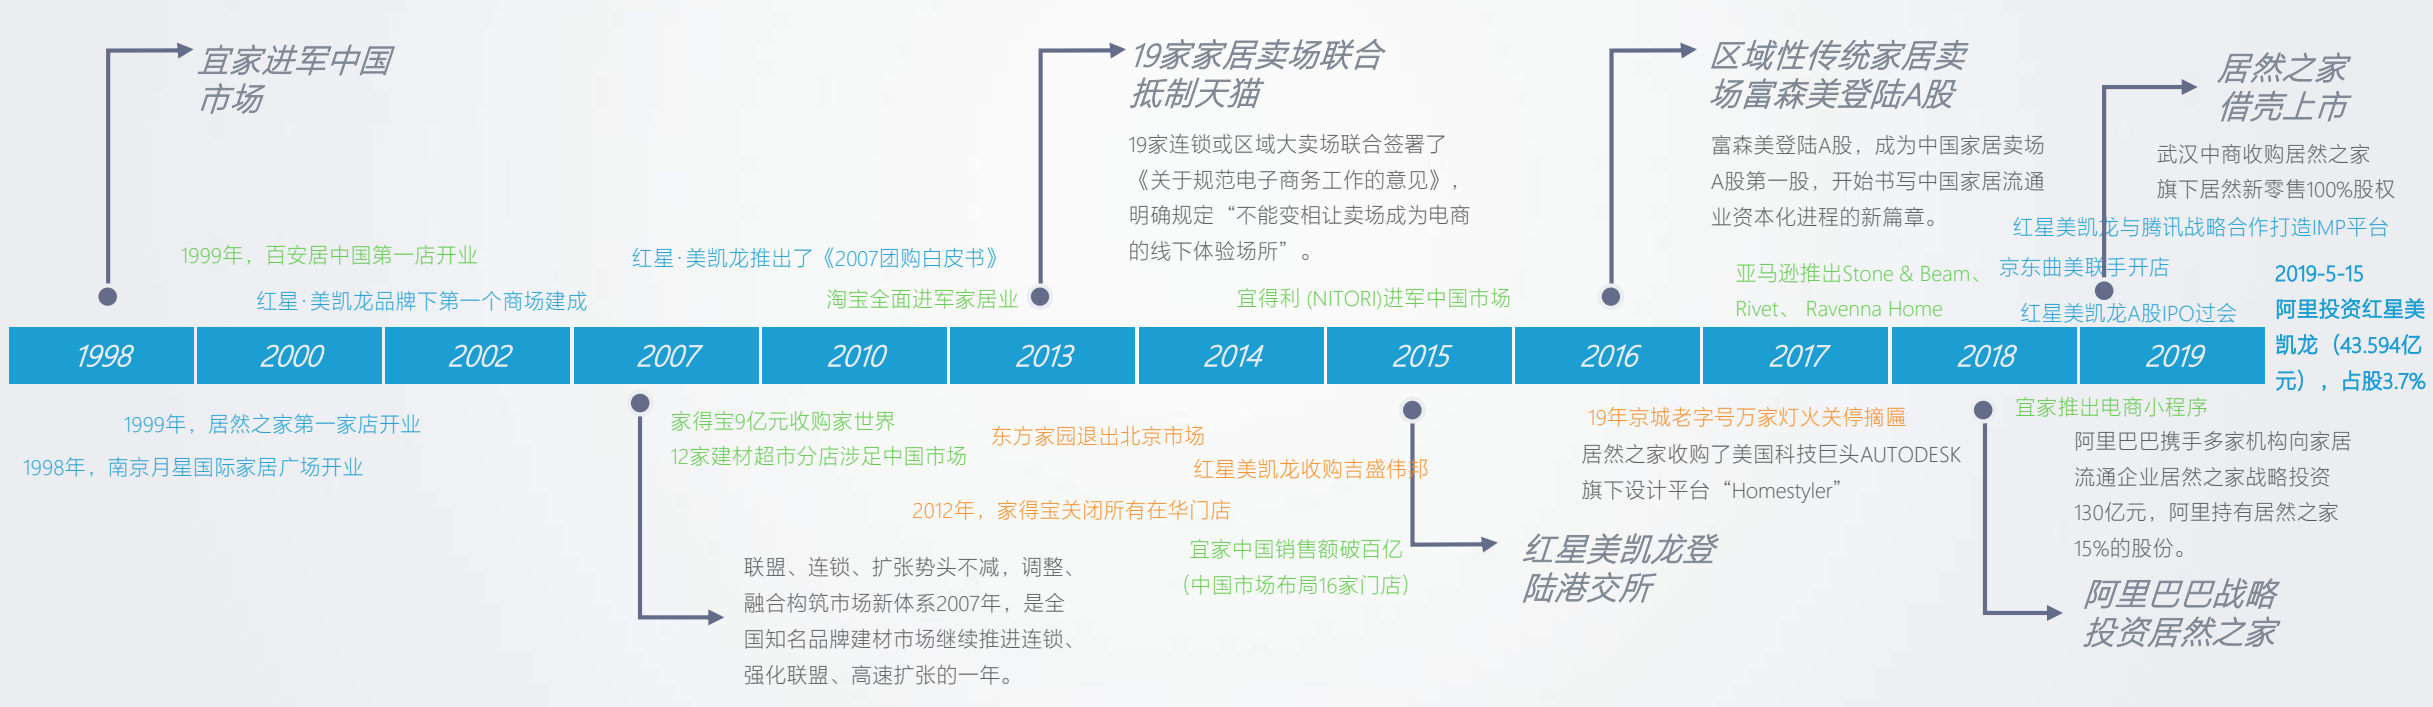 宜家进军中国
市场
1999年，百安居中国第一店开业
红星·美凯龙品牌下第一个商场建成
红星·美凯龙推出了《2007团购白皮书》
淘宝全面进军家居业
19家家居卖场联合
抵制天猫
19家连锁或区域大卖场联合签署了
《关于规范电子商务工作的意见》，
明确规定“不能变相让卖场成为电商
的线下体验场所”。
宜得利 (NITORI)进军中国市场
区域性传统家居卖
场富森美登陆A股
富森美登陆A股，成为中国家居卖场
A股第一股，开始书写中国家居流通
业资本化进程的新篇章。
亚马逊推出Stone & Beam、
Rivet、 Ravenna Home
居然之家
借壳上市
武汉中商收购居然之家
旗下居然新零售100%股权
红星美凯龙与腾讯战略合作打造IMP平台
京东曲美联手开店
红星美凯龙A股IPO过会
2019-5-15
阿里投资红星美
凯龙（43.594亿
元），占股3.7%
1998
2000
2002
2007
2010
2013
2014
2015
2016
2017
2018
2019
1999年，居然之家第一家店开业
1998年，南京月星国际家居广场开业
家得宝9亿元收购家世界
12家建材超市分店涉足中国市场
联盟、连锁、扩张势头不减，调整、
融合构筑市场新体系2007年，是全
国知名品牌建材市场继续推进连锁、
强化联盟、高速扩张的一年。
东方家园退出北京市场
红星美凯龙收购吉盛伟邦
2012年，家得宝关闭所有在华门店
宜家中国销售额破百亿
（中国市场布局16家门店）
红星美凯龙登
陆港交所
19年京城老字号万家灯火关停摘匾
居然之家收购了美国科技巨头AUTODESK
旗下设计平台“Homestyler”
宜家推出电商小程序
阿里巴巴携手多家机构向家居
流通企业居然之家战略投资
130亿元，阿里持有居然之家
15%的股份。
阿里巴巴战略
投资居然之家